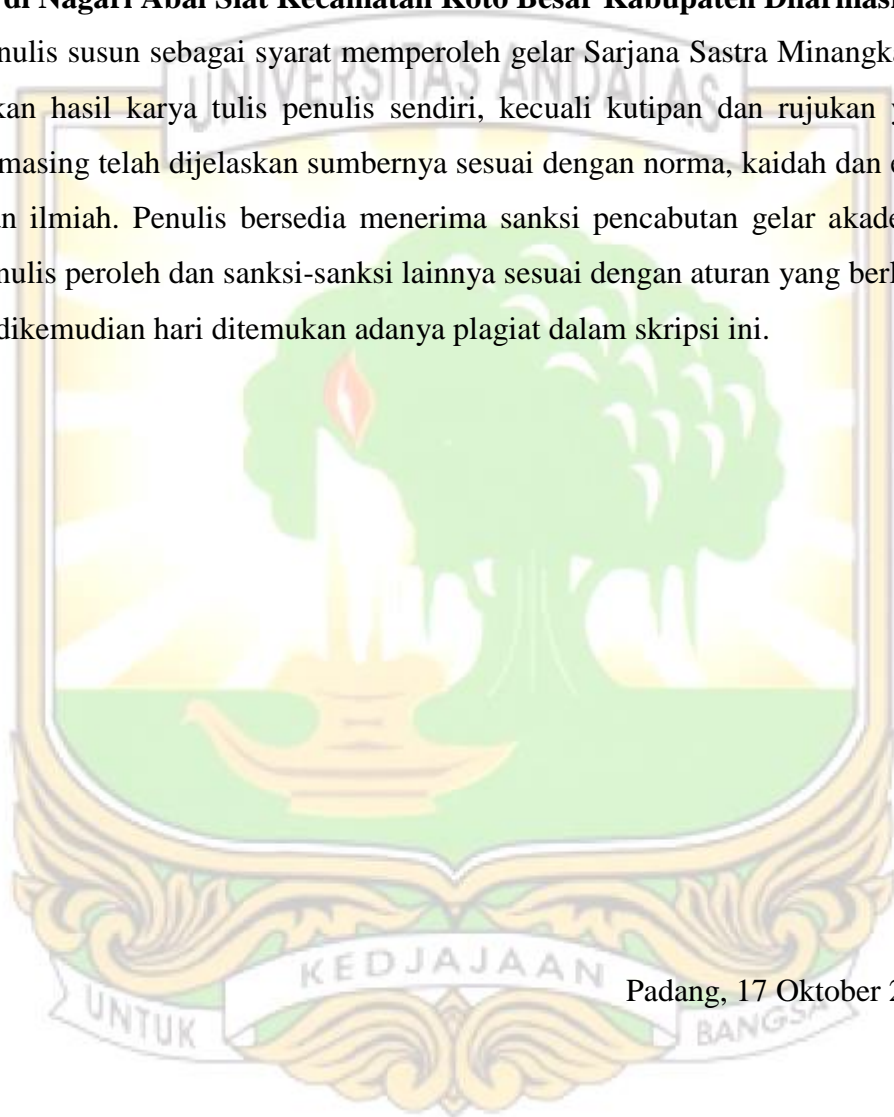 di Nagari Abai Siat Kecamatan Koto Besar Kabupaten
nulis susun sebagai syarat memperoleh gelar Sarjana Sastra Minangka
UNIVERSITAS ANDALAS
kan hasil karya tulis penulis sendiri, kecuali kutipan dan rujukan
masing telah dijelaskan sumbernya sesuai dengan norma, kaidah dan
n ilmiah. Penulis bersedia menerima sanksi pencabutan gelar akade
nulis peroleh dan sanksi-sanksi lainnya sesuai dengan aturan yang ber
dikemudian hari ditemukan adanya plagiat dalam skripsi ini.
UNTUK KEDJAJAAN BANGSA
Padang, 17 Oktober 2